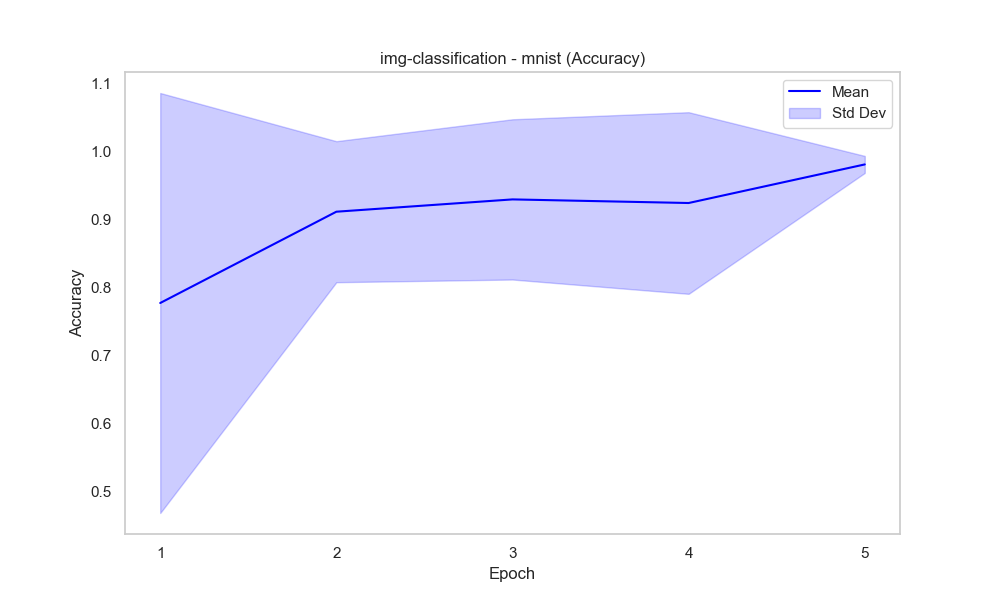 img-classification - mnist (Accuracy)
Mean
Std Dev
1.1
1.0
0.9
0.8
0.7
0.6
0.5
Accuracy
1 2 3 4 5
Epoch